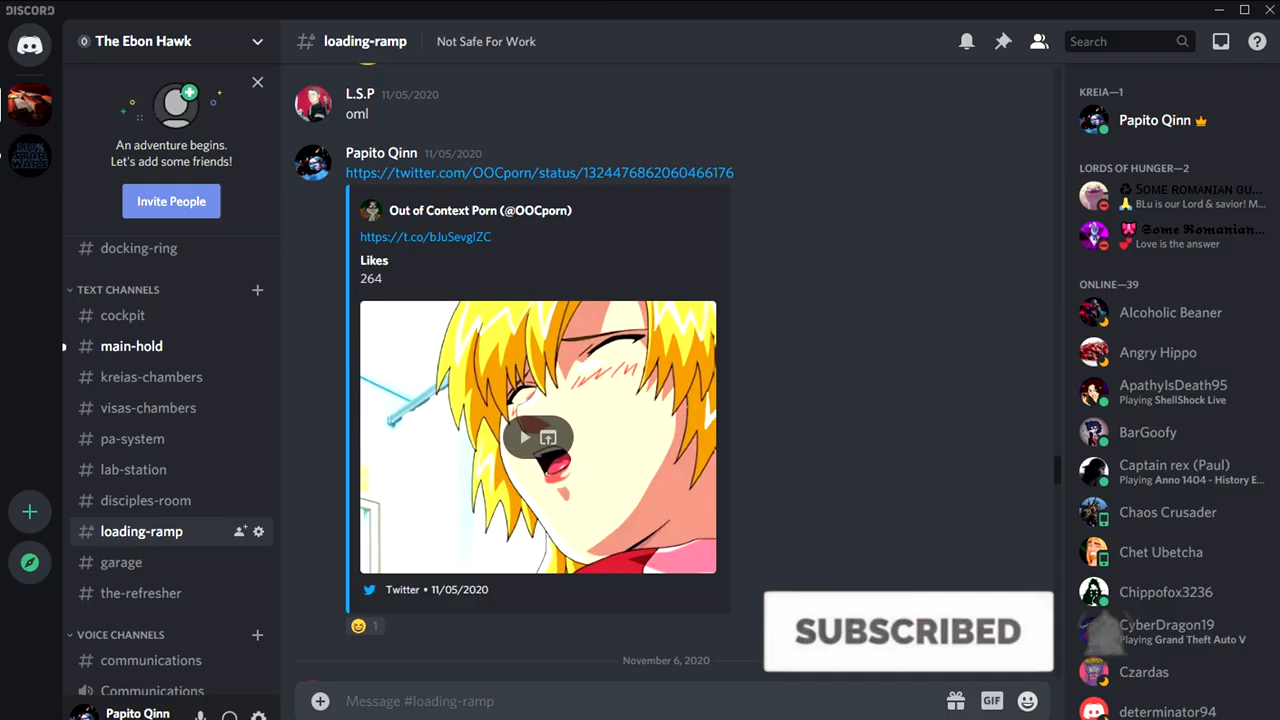 DISCORD
The Ebon Hawk
loading-ramp
Not Safe For Work
Search
An adventure begins.
Let's add some friends!
Invite People
docking-ring
TEXT CHANNELS
cockpit
main-hold
kreias-chambers
visas-chambers
pa-system
lab-station
disciples-room
loading-ramp
garage
the-refresher
VOICE CHANNELS
communications
Communications
Papito Qinn
L.S.P 11/05/2020
oml
Papito Qinn 11/05/2020
https://twitter.com/OOCporn/status/1324476862060466176
Out of Context Porn (@OOCporn)
https://t.co/bJuSevgIZC
Likes
264
Twitter • 11/05/2020
1
November 6, 2020
Message #loading-ramp
GIF
SUBSCRIBED
KREIA—1
Papito Qinn
LORDS OF HUNGER—2
SOME ROMANIAN GU...
BLu is our Lord & savior! M...
Some Romanian...
Love is the answer
ONLINE—39
Alcoholic Beaner
Angry Hippo
ApathyIsDeath95
Playing ShellShock Live
BarGoofy
Captain rex (Paul)
Playing Anno 1404 - History E...
Chaos Crusader
Chet Ubetcha
Chippofox3236
CyberDragon19
Playing Grand Theft Auto V
Czardas
determinator94